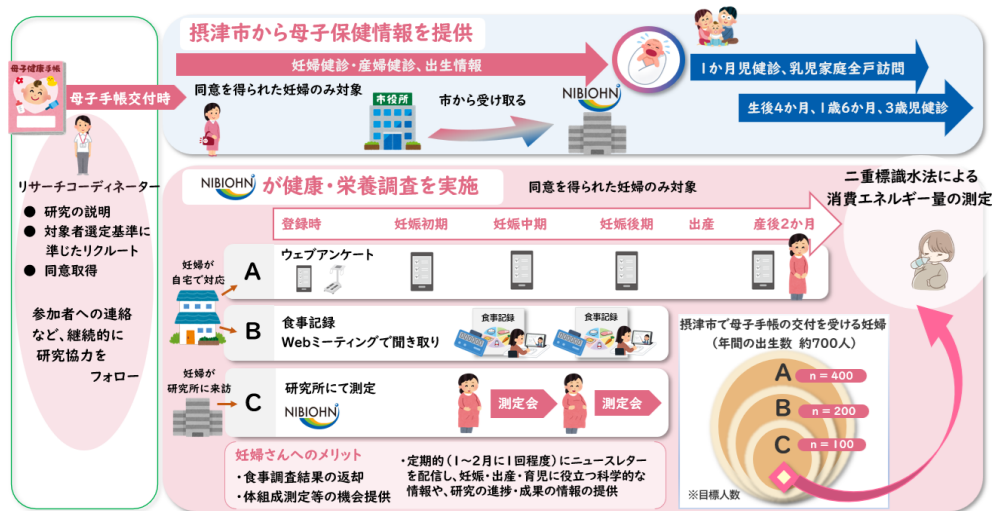 母子健康手帳
母子手帳交付時
リサーチコーディネーター
● 研究の説明
● 対象者選定基準に
準じたリクルート
● 同意取得
参加者への連絡
など、継続的に
研究協力を
フォロー
摂津市から母子保健情報を提供
妊婦健診・産婦健診、出生情報
同意を得られた妊婦のみ対象
市役所
市から受け取る
NIBIOHN
1か月児健診、乳児家庭全戸訪問
生後4か月、1歳6か月、3歳児健診
NIBIOHN が健康・栄養調査を実施
同意を得られた妊婦のみ対象
登録時 妊娠初期 妊娠中期 妊娠後期 出産 産後2か月
妊婦が
自宅で対応
A ウェブアンケート
B 食事記録
Webミーティングで聞き取り
食事記録
食事記録
妊婦が
研究所に来訪
C 研究所にて測定
NIBIOHN
測定会
測定会
妊婦さんへのメリット
・食事調査結果の返却
・体組成測定等の機会提供
・定期的(1~2月に1回程度)にニュースレター
を配信し、妊娠・出産・育児に役立つ科学的な
情報や、研究の進捗・成果の情報の提供
二重標識水法による
消費エネルギー量の測定
摂津市で母子手帳の交付を受ける妊婦
(年間の出生数 約700人)
A n = 400
B n = 200
C n = 100
※目標人数